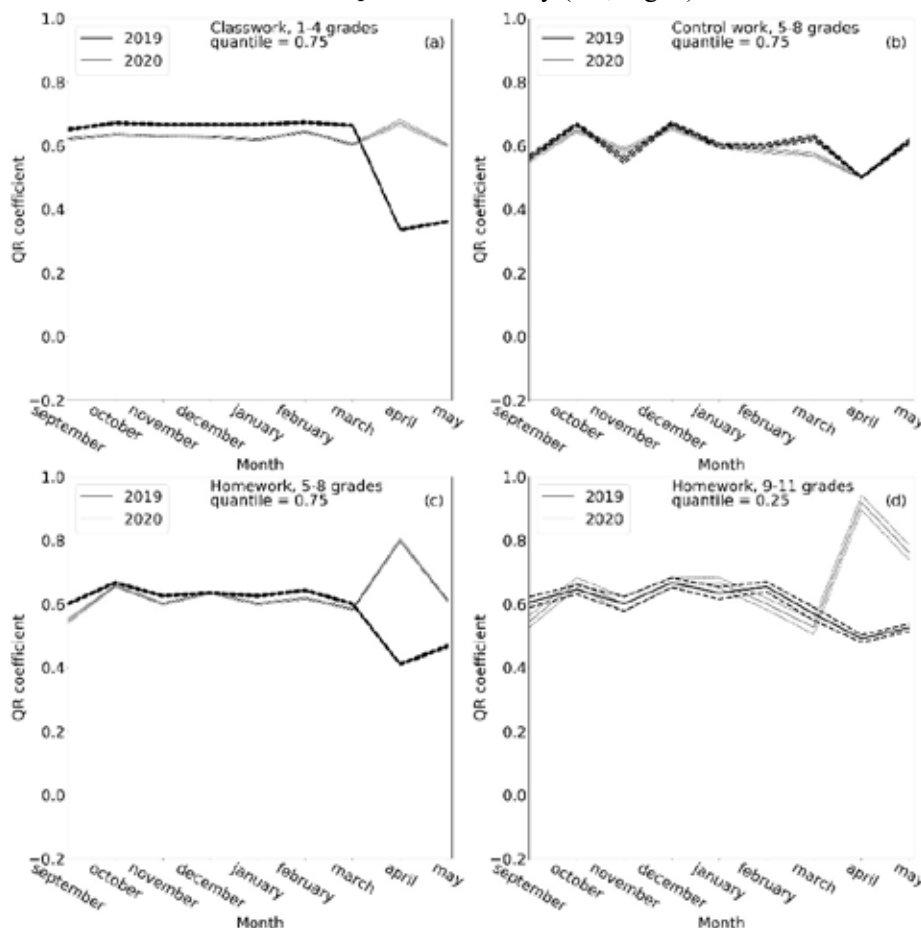 1.0
0.8
0.6
0.4
0.2
0.0
−0.2
QR coefficient
2019
2020
Classwork, 1-4 grades
quantile = 0.75
(a)
september
october
november
december
january
february
march
april
may
Month
1.0
0.8
0.6
0.4
0.2
0.0
−0.2
QR coefficient
2019
2020
Control work, 5-8 grades
quantile = 0.75
(b)
september
october
november
december
january
february
march
april
may
Month
1.0
0.8
0.6
0.4
0.2
0.0
−0.2
QR coefficient
2019
2020
Homework, 5-8 grades
quantile = 0.75
(c)
september
october
november
december
january
february
march
april
may
Month
1.0
0.8
0.6
0.4
0.2
0.0
−0.2
QR coefficient
2019
2020
Homework, 9-11 grades
quantile = 0.25
(d)
september
october
november
december
january
february
march
april
may
Month